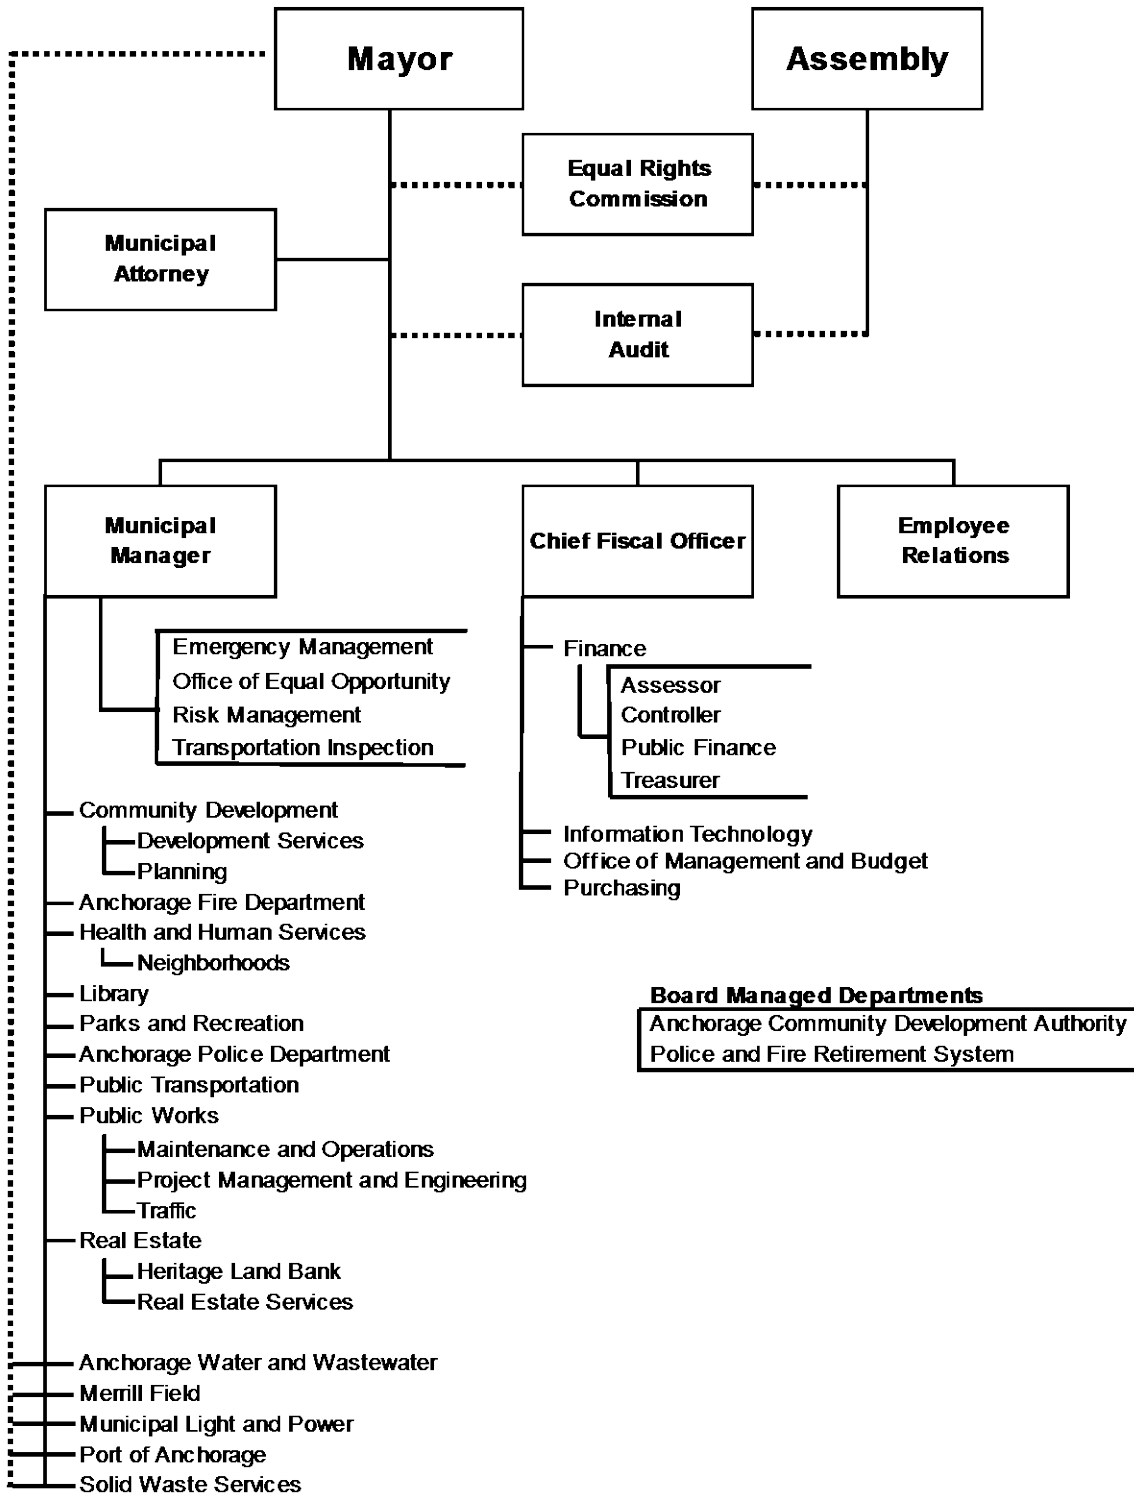 Mayor
Assembly
Equal Rights
Commission
Municipal
Attorney
Internal
Audit
Municipal
Manager
Chief Fiscal Officer
Employee
Relations
Emergency Management
Office of Equal Opportunity
Risk Management
Transportation Inspection
Finance
Assessor
Controller
Public Finance
Treasurer
Information Technology
Office of Management and Budget
Purchasing
Community Development
Development Services
Planning
Anchorage Fire Department
Health and Human Services
Neighborhoods
Library
Parks and Recreation
Anchorage Police Department
Public Transportation
Public Works
Maintenance and Operations
Project Management and Engineering
Traffic
Real Estate
Heritage Land Bank
Real Estate Services
Anchorage Water and Wastewater
Merrill Field
Municipal Light and Power
Port of Anchorage
Solid Waste Services
Board Managed Departments
Anchorage Community Development Authority
Police and Fire Retirement System